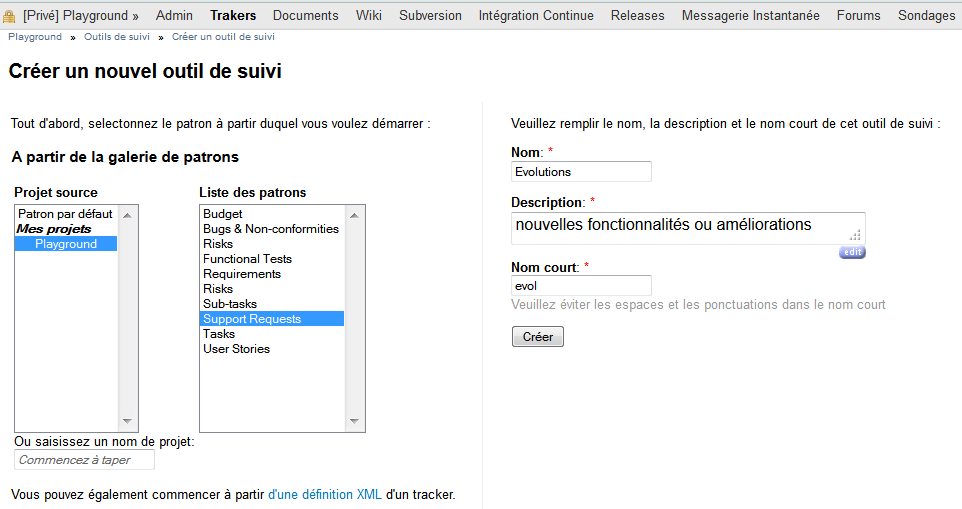 [Privé] Playground » Admin Trakers Documents Wiki Subversion Intégration Continue Releases Messagerie Instantanée Forums Sondages
Playground » Outils de suivi » Créer un outil de suivi
Créer un nouvel outil de suivi
Tout d'abord, selectonnez le patron à partir duquel vous voulez démarrer :
A partir de la galerie de patrons
Projet source
Patron par défaut
Mes projets
Playground
Liste des patrons
Budget
Bugs & Non-conformities
Risks
Functional Tests
Requirements
Risks
Sub-tasks
Support Requests
Tasks
User Stories
Ou saisissez un nom de projet:
Commencez à taper
Vous pouvez également commencer à partir d'une définition XML d'un tracker.
Veuillez remplir le nom, la description et le nom court de cet outil de suivi :
Nom: *
Evolutions
Description: *
nouvelles fonctionnalités ou améliorations
edit
Nom court: *
evol
Veuillez éviter les espaces et les ponctuations dans le nom court
Créer